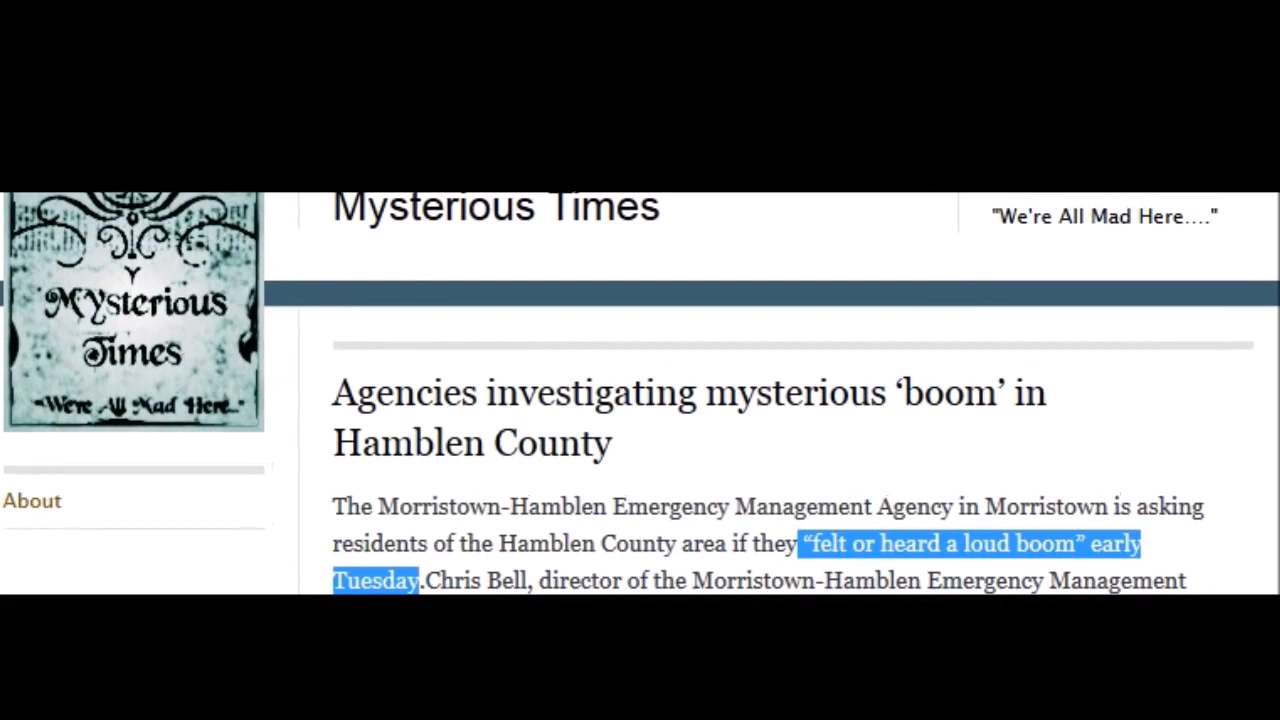 Mysterious Times
"We're All Mad Here...."
Mysterious
Times
"We're All Mad Here..."
About
Agencies investigating mysterious ‘boom’ in
Hamblen County
The Morristown-Hamblen Emergency Management Agency in Morristown is asking
residents of the Hamblen County area if they “felt or heard a loud boom” early
Tuesday.Chris Bell, director of the Morristown-Hamblen Emergency Management